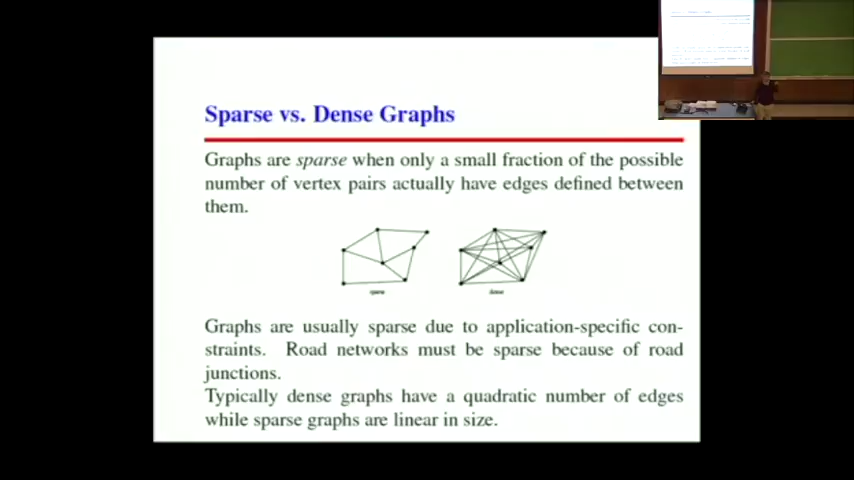 Sparse vs. Dense Graphs
Graphs are sparse when only a small fraction of the possible
number of vertex pairs actually have edges defined between
them.
sparse
dense
Graphs are usually sparse due to application-specific con-
straints. Road networks must be sparse because of road
junctions.
Typically dense graphs have a quadratic number of edges
while sparse graphs are linear in size.